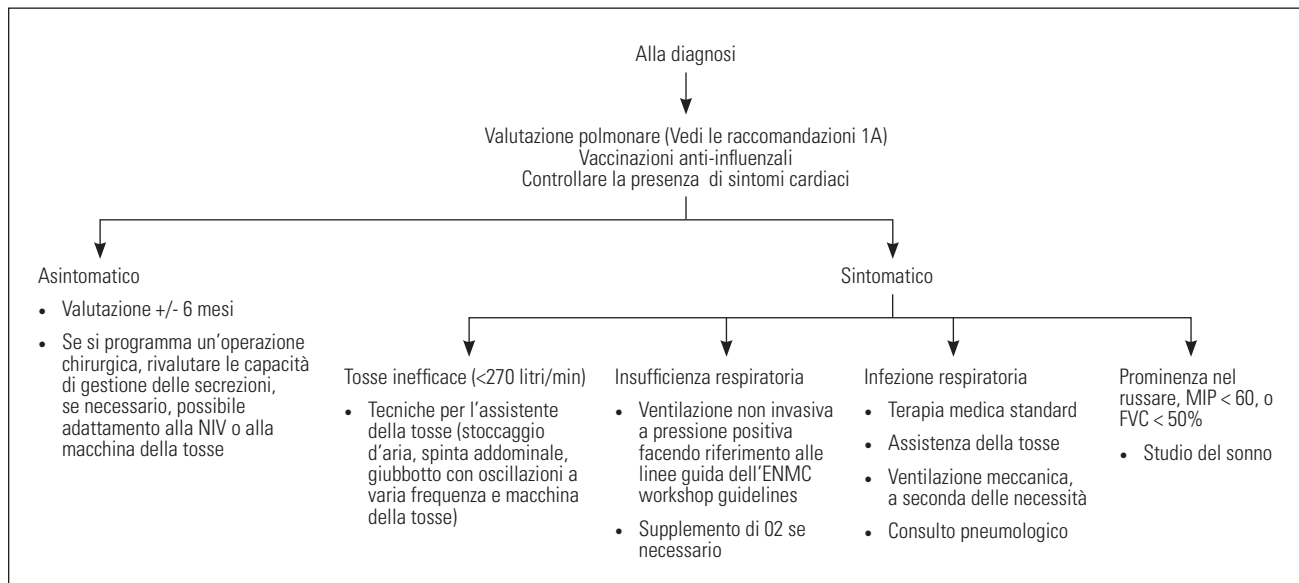 Alla diagnosi
Valutazione polmonare (Vedi le raccomandazioni 1A)
Vaccinazioni anti-influenzali
Controllare la presenza di sintomi cardiaci
Asintomatico
• Valutazione +/- 6 mesi
• Se si programma un'operazione
chirurgica, rivalutare le capacità
di gestione delle secrezioni,
se necessario, possibile
adattamento alla NIV o alla
macchina della tosse
Sintomatico
Tosse inefficace (<270 litri/min)
• Tecniche per l'assistente
della tosse (stoccaggio
d'aria, spinta addominale,
giubbotto con oscillazioni a
varia frequenza e macchina
della tosse)
Insufficienza respiratoria
• Ventilazione non invasiva
a pressione positiva
facendo riferimento alle
linee guida dell'ENMC
workshop guidelines
• Supplemento di 02 se
necessario
Infezione respiratoria
• Terapia medica standard
• Assistenza della tosse
• Ventilazione meccanica,
a seconda delle necessità
• Consulto pneumologico
Prominenza nel
russare, MIP < 60, o
FVC < 50%
• Studio del sonno